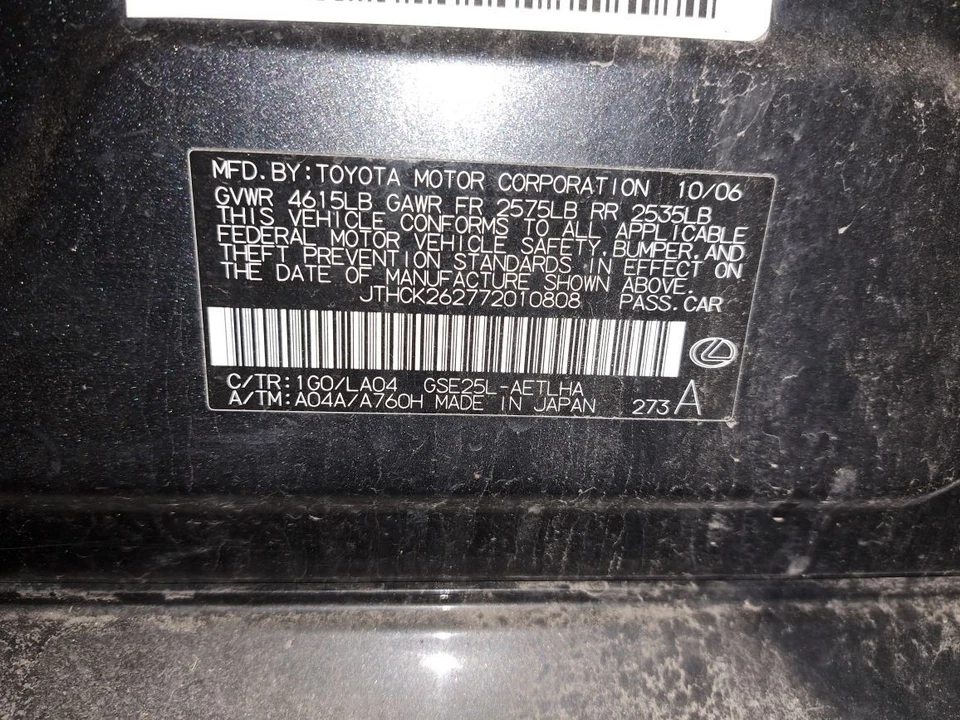 MFD.BY:TOYOTA MOTOR CORPORATION 10/06
GVWR 4615LB GAWR FR 2575LB RR 2535LB
THIS VEHICLE CONFORMS TO ALL APPLICABLE
FEDERAL MOTOR VEHICLE SAFETY,BUMPER,AND
THEFT PREVENTION STANDARDS IN EFFECT ON
THE DATE OF MANUFACTURE SHOWN ABOVE.
JTHCK262772010808 PASS.CAR
C/TR:1G0/LA04 GSE25L-AETLHA
A/TM:A04A/A760H MADE IN JAPAN 273 A